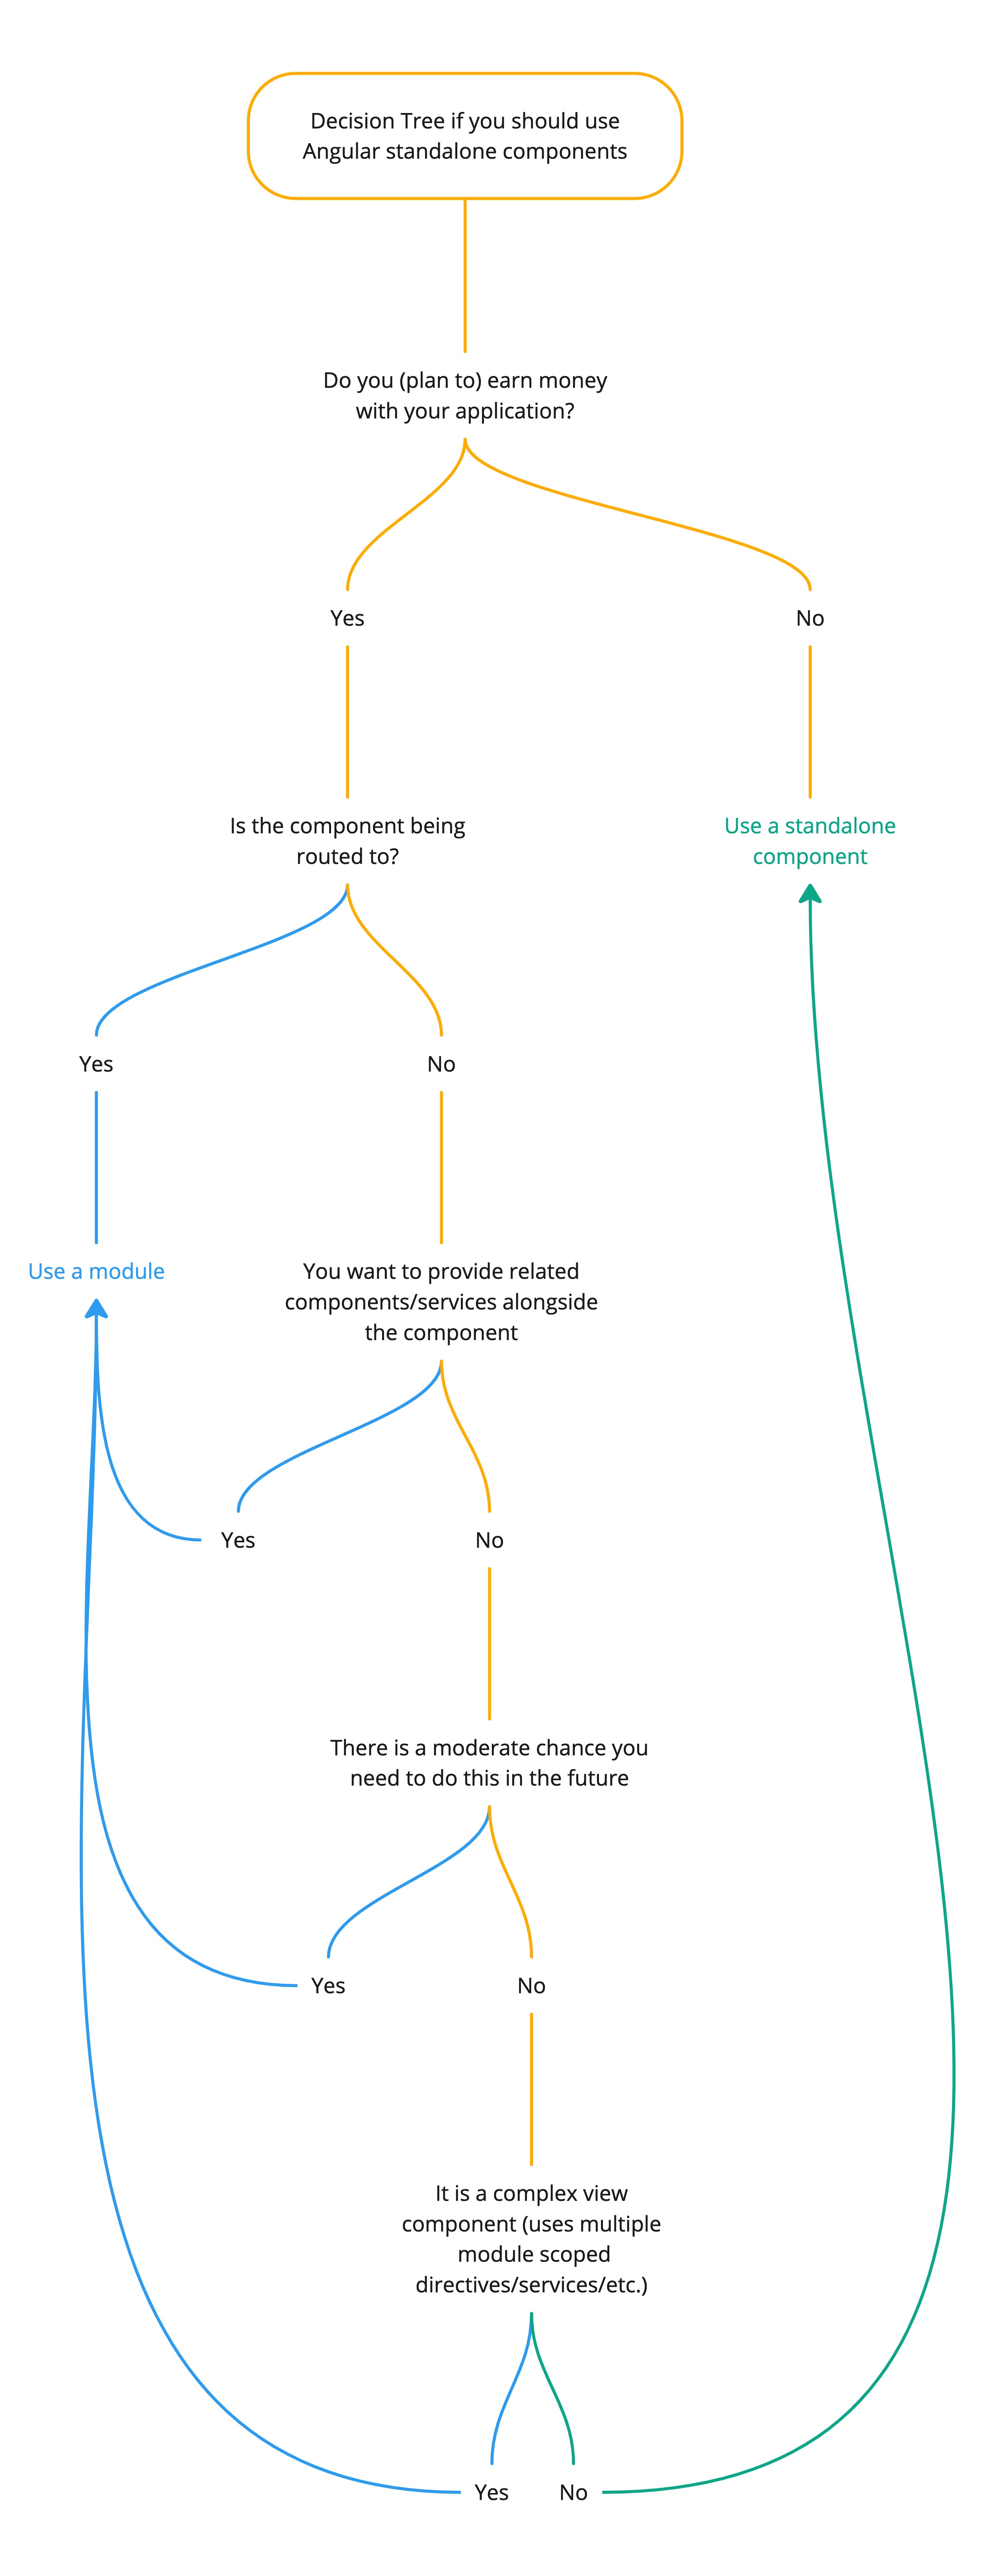 Decision Tree if you should use
Angular standalone components
Do you (plan to) earn money
with your application?
Yes
No
Is the component being
routed to?
Use a standalone
component
Yes
No
Use a module
You want to provide related
components/services alongside
the component
Yes
No
There is a moderate chance you
need to do this in the future
Yes
No
It is a complex view
component (uses multiple
module scoped
directives/services/etc.)
Yes
No